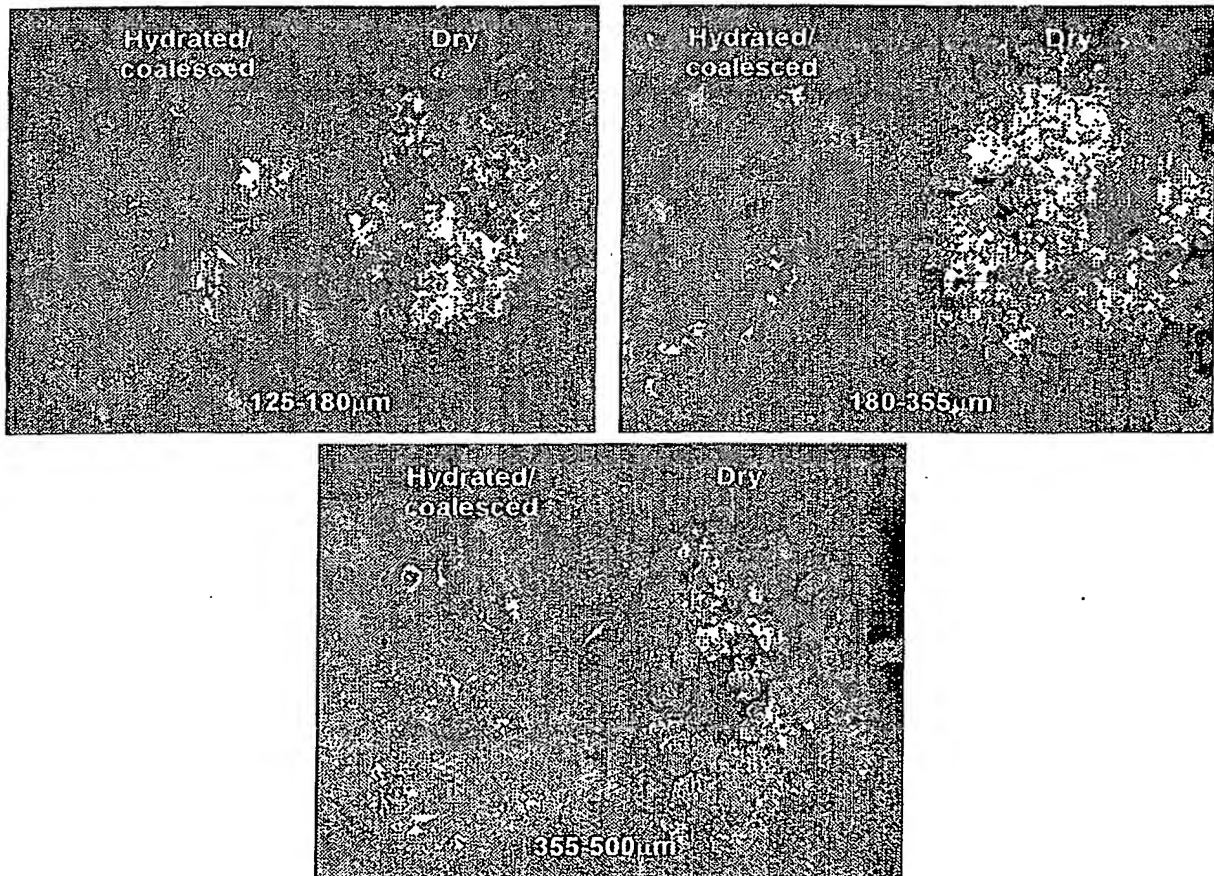 Hydrated/
coalesced
Dry
125-180µm
Hydrated/
coalesced
Dry
180-355µm
Hydrated/
coalesced
Dry
355-500µm